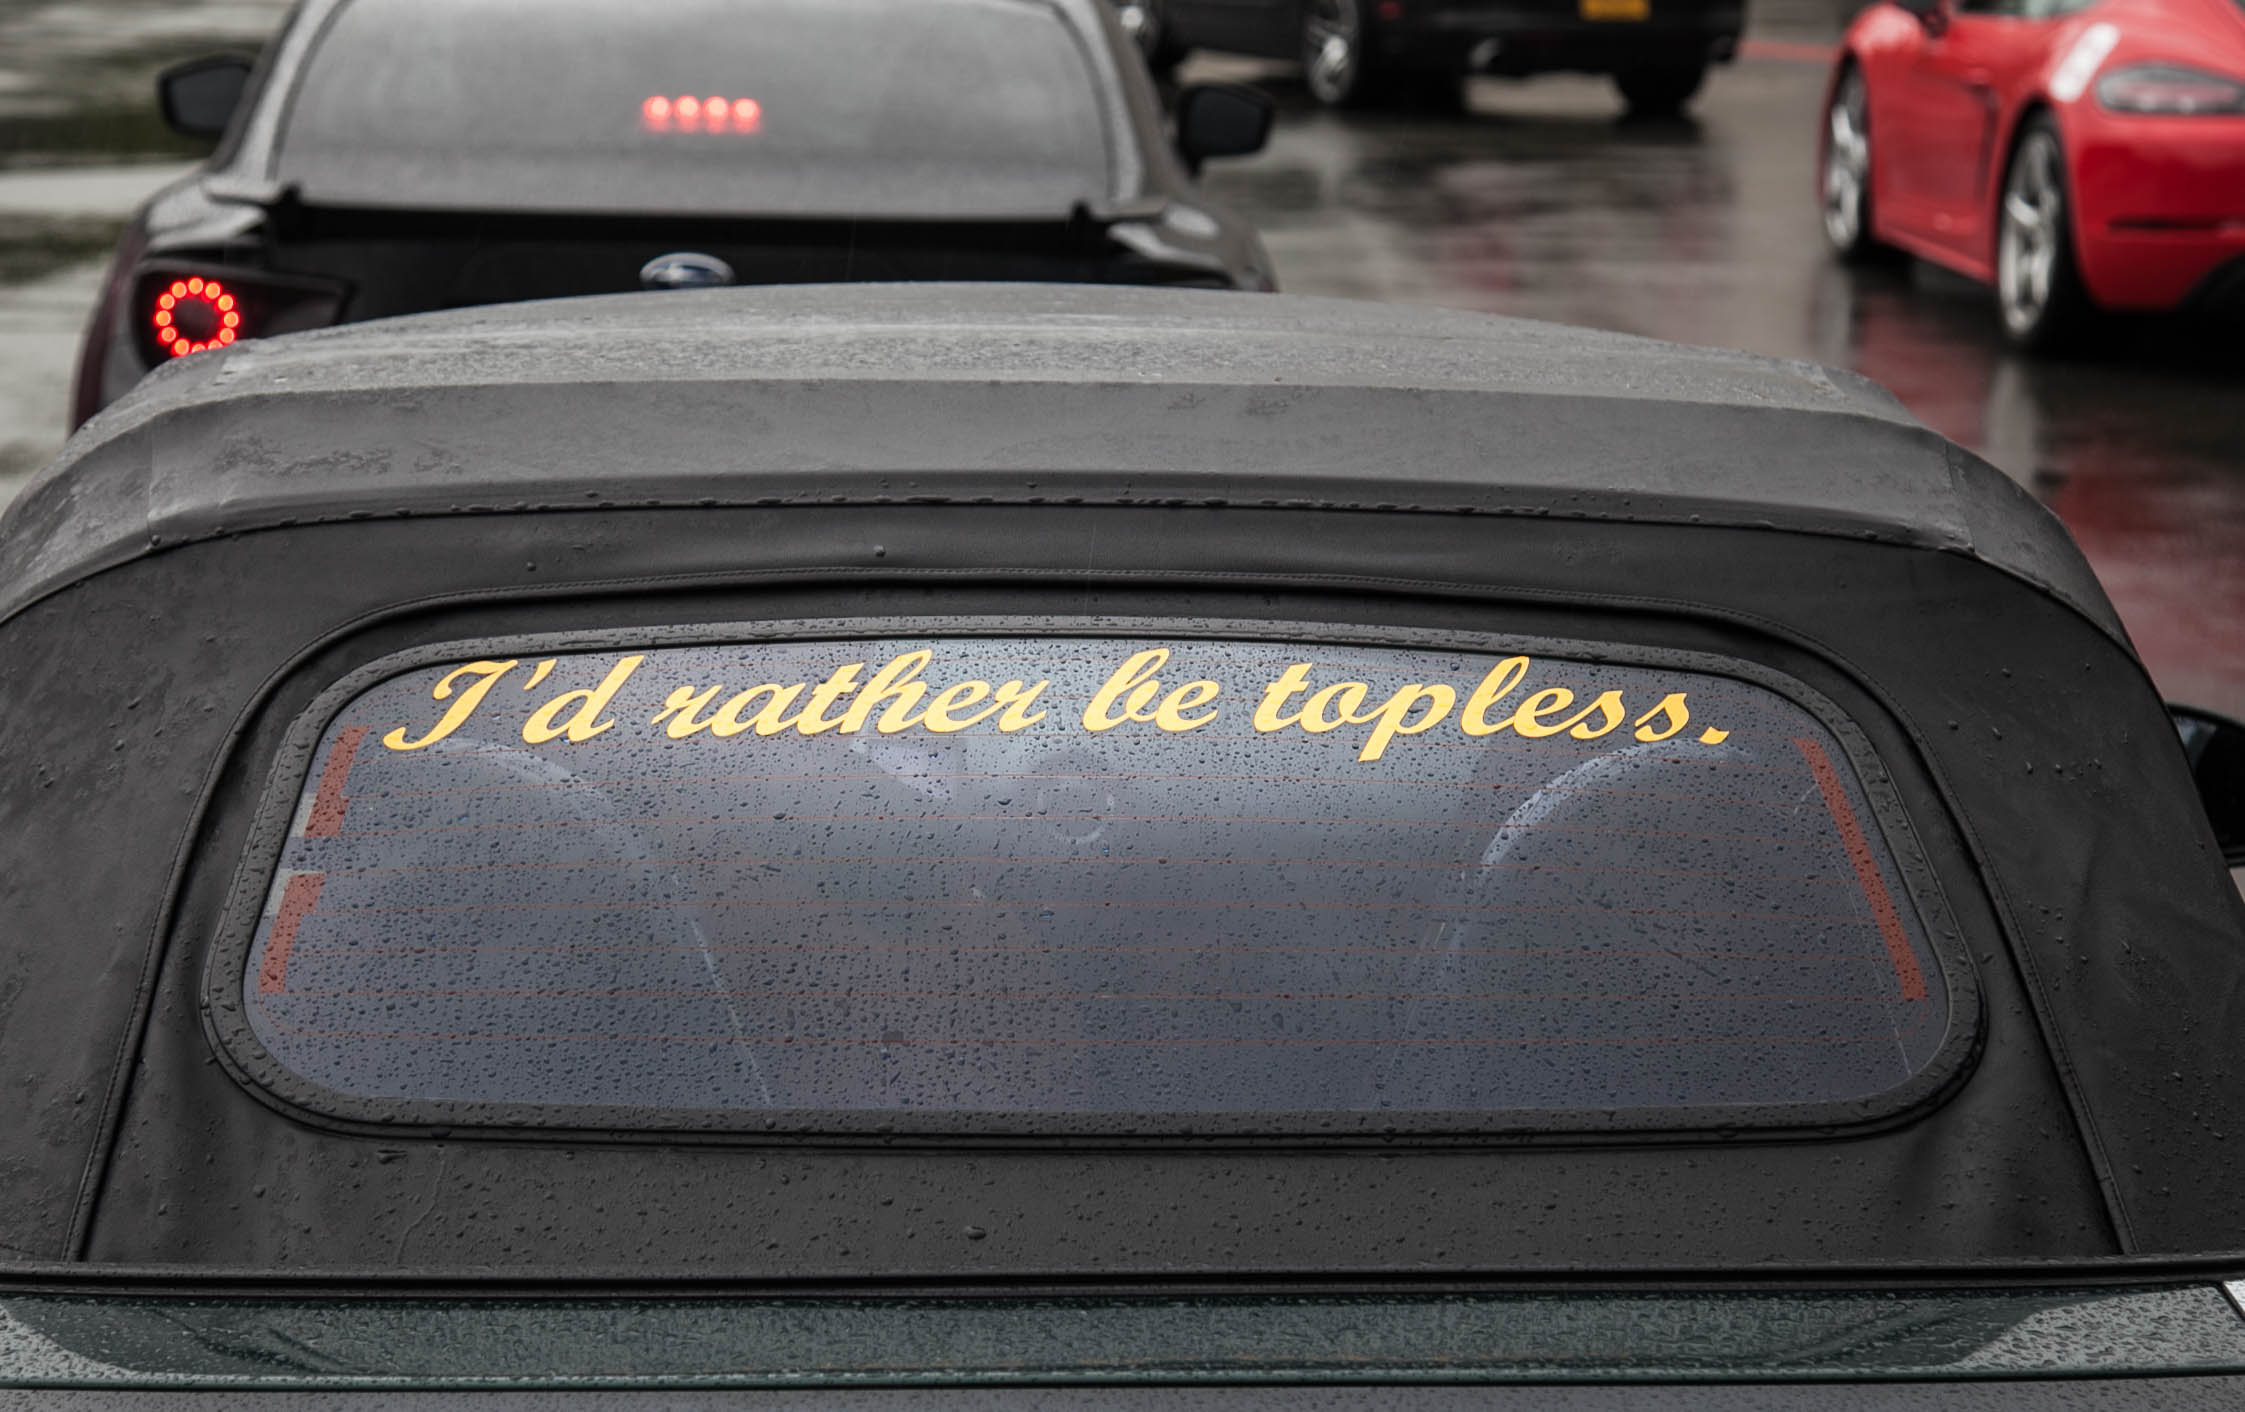 I'd rather be topless.